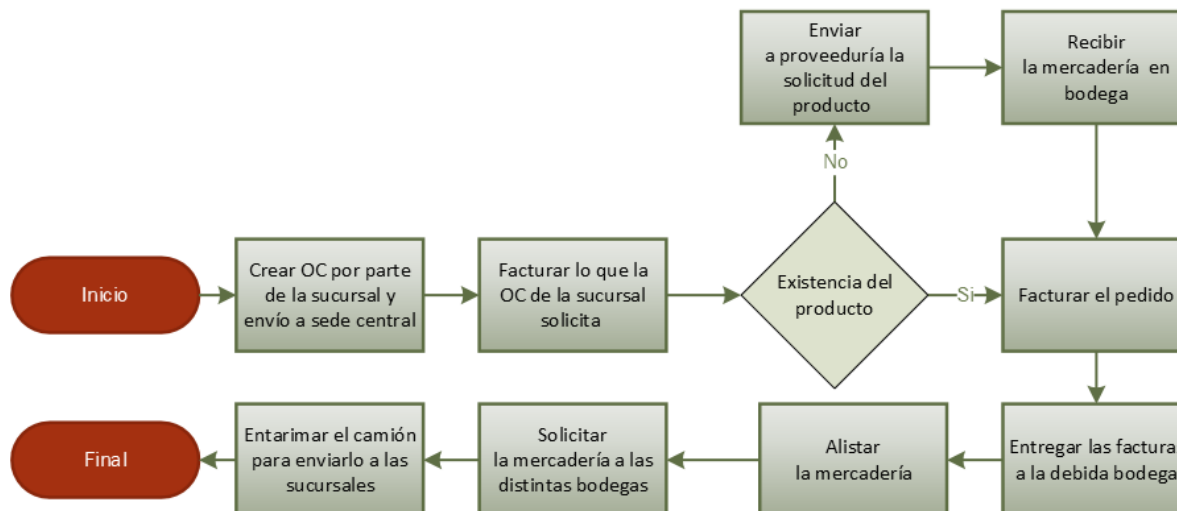 Enviar
a proveeduría la
solicitud del
producto
Recibir
la mercadería en
bodega
No
Inicio
Crear OC por parte
de la sucursal y
envío a sede central
Facturar lo que la
OC de la sucursal
solicita
Existencia del
producto
Si
Facturar el pedido
Final
Entarimar el camión
para enviarlo a las
sucursales
Solicitar
la mercadería a las
distintas bodegas
Alistar
la mercadería
Entregar las facturas
a la debida bodega